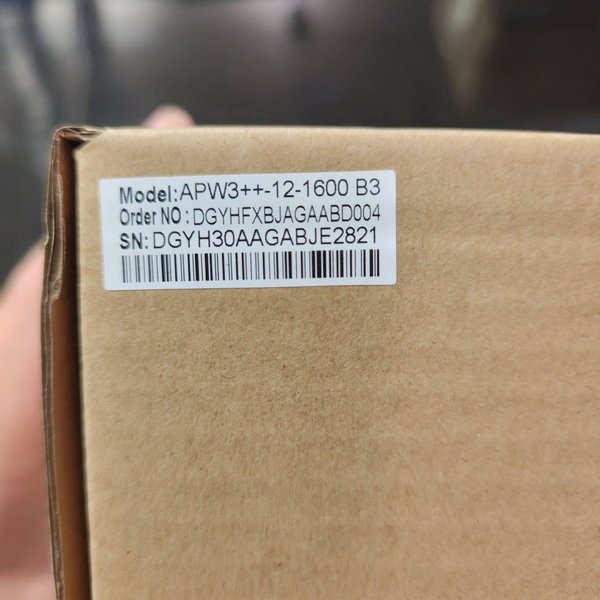 Model:APW3++-12-1600 B3
Order NO:DGYHFXBJAGAABD004
SN:DGYH30AAGABJE2821